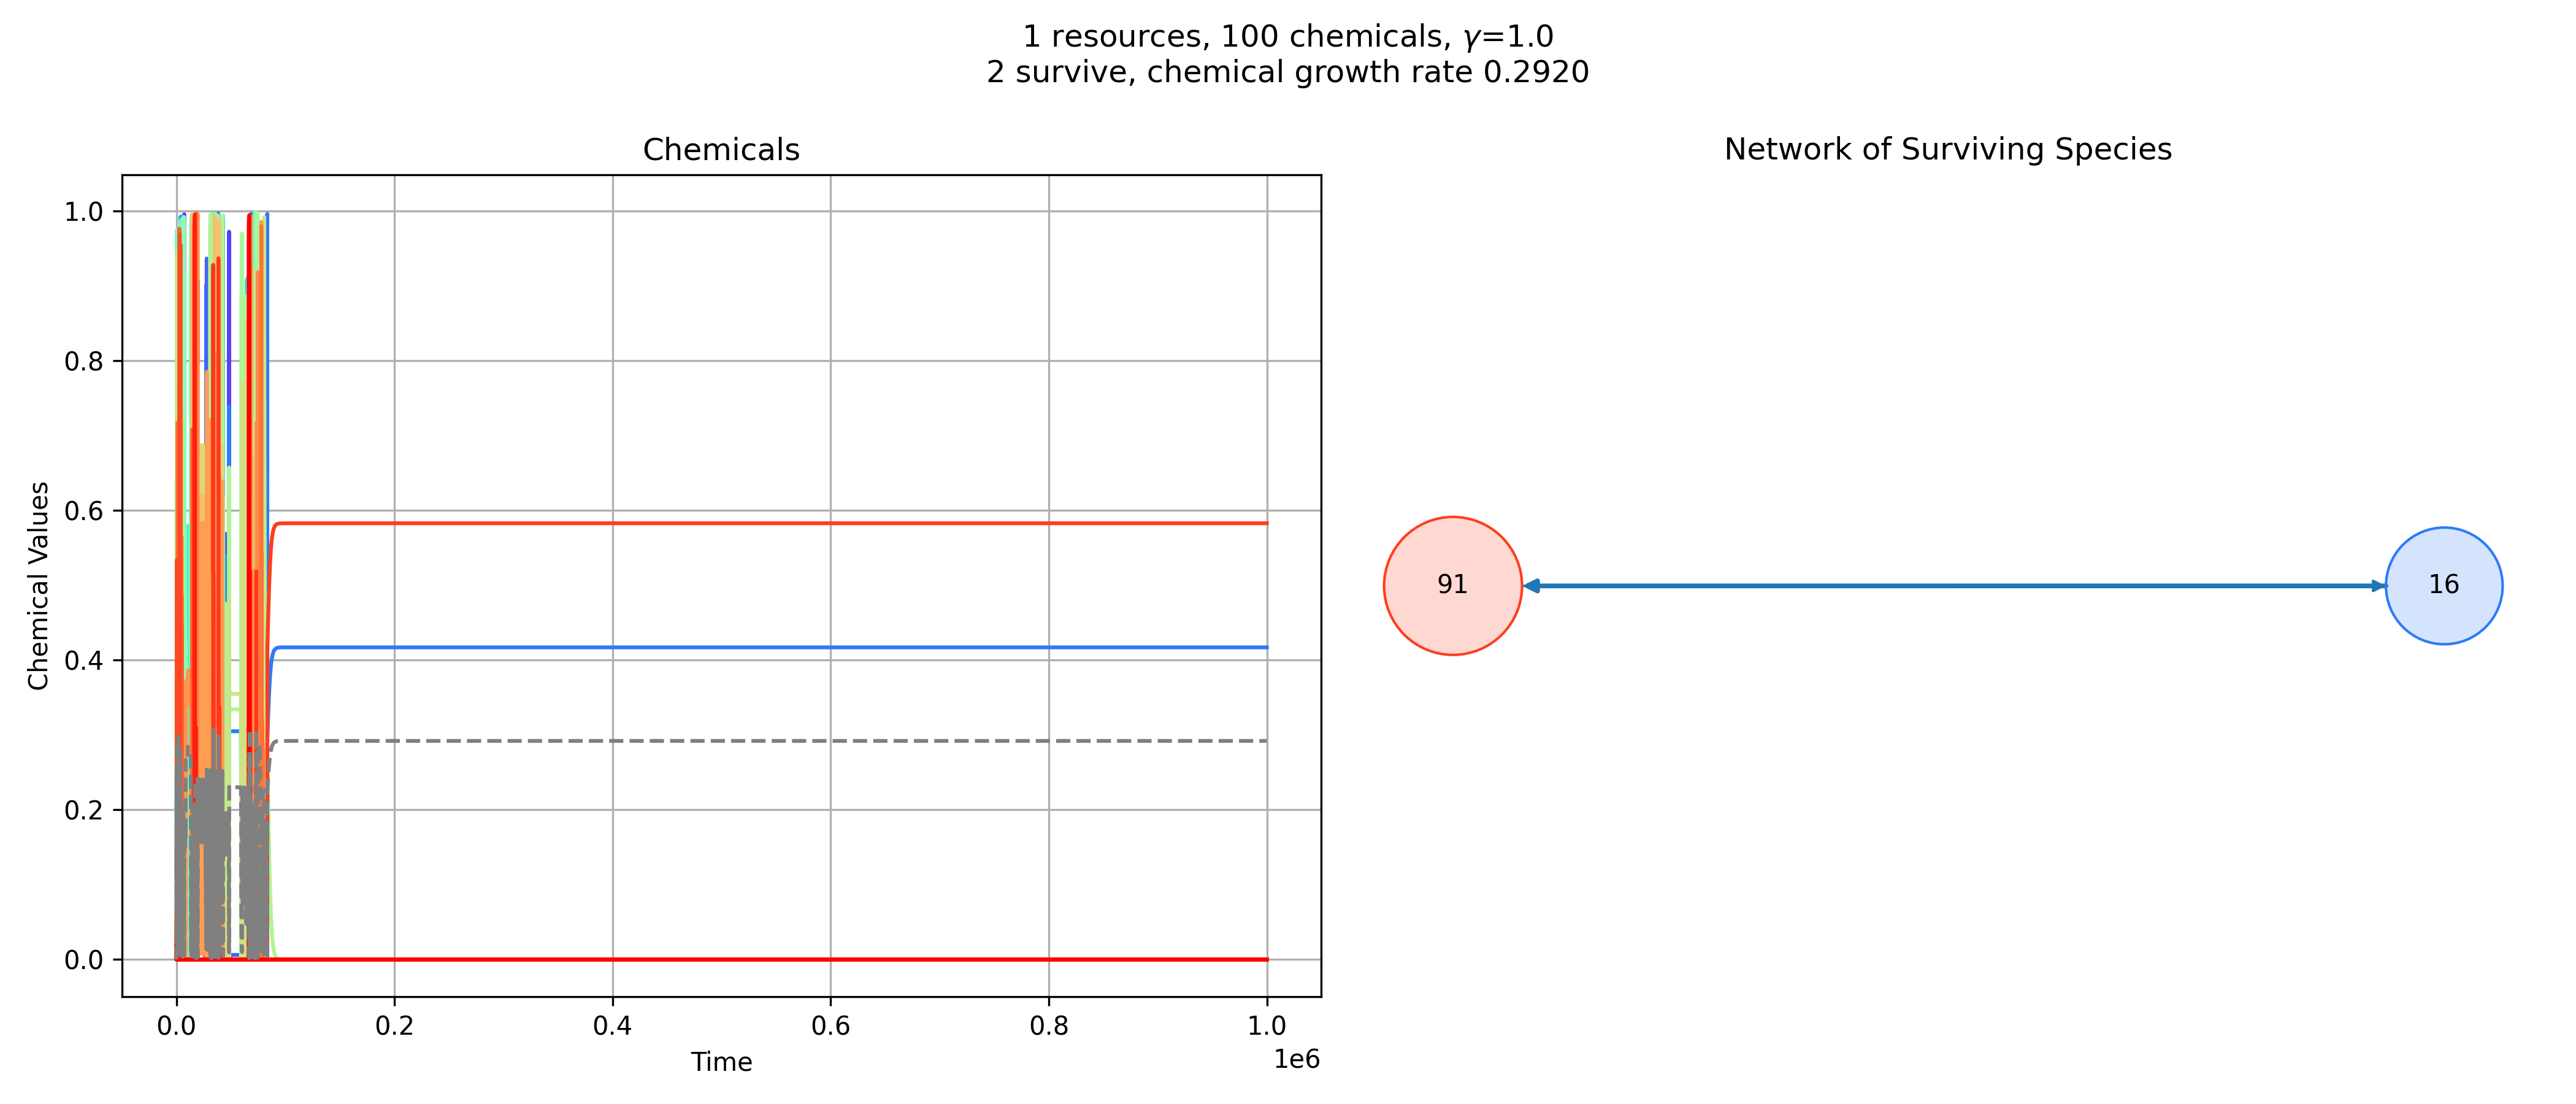 1 resources, 100 chemicals, γ=1.0
2 survive, chemical growth rate 0.2920
Chemicals
Network of Surviving Species
Chemical Values
1.0
0.8
0.6
0.4
0.2
0.0
0.0 0.2 0.4 0.6 0.8 1.0
1e6
Time
91
16